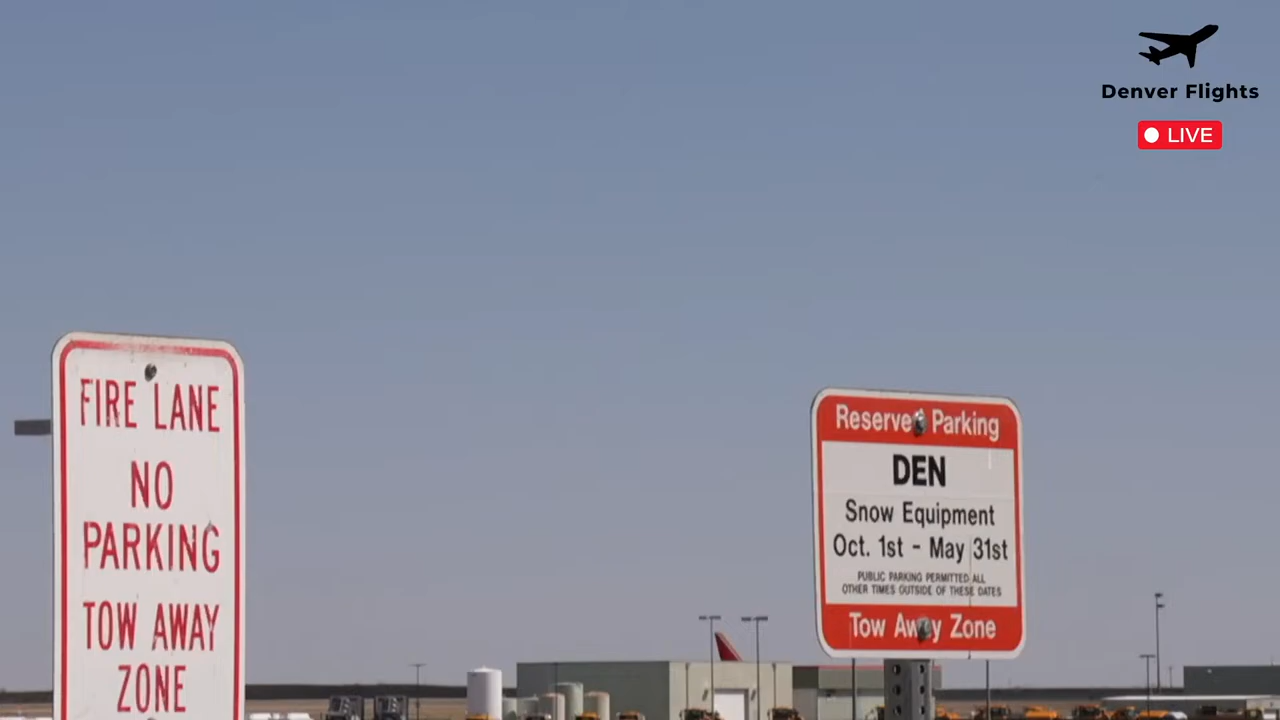 Denver Flights
LIVE
FIRE LANE
NO
PARKING
TOW AWAY
ZONE
Reserved Parking
DEN
Snow Equipment
Oct. 1st - May 31st
PUBLIC PARKING PERMITTED ALL
OTHER TIMES OUTSIDE OF THESE DATES
Tow Away Zone